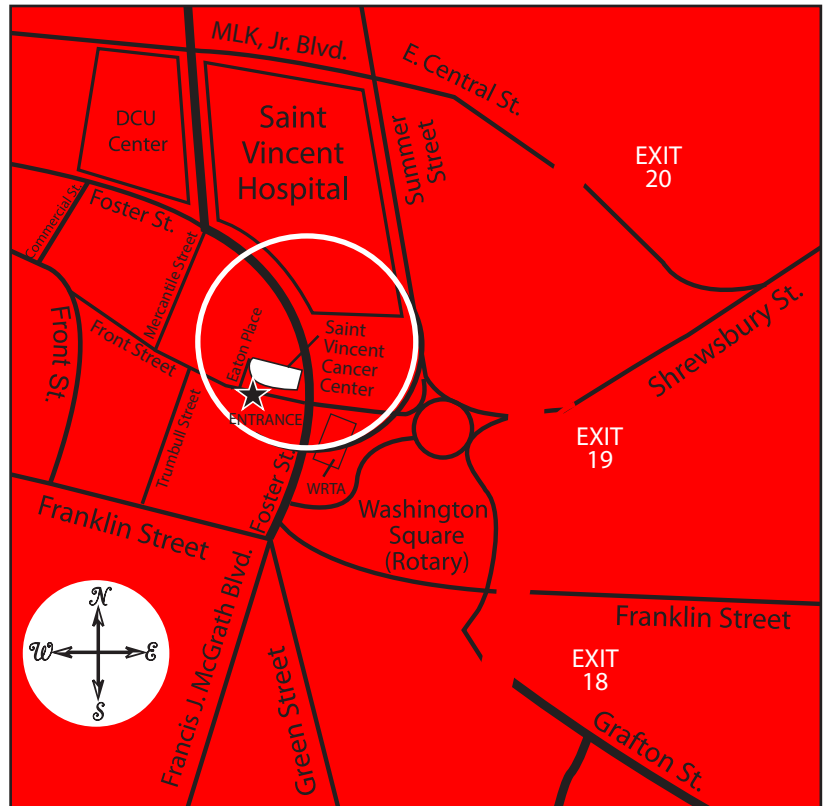 MLK, Jr. Blvd.
E. Central St.
DCU
Center
Saint
Vincent
Hospital
Summer
Street
EXIT
20
Commercial St.
Foster St.
Mercantile Street
Front St.
Front Street
Eaton Place
Saint
Vincent
Cancer
Center
Shrewsbury St.
ENTRANCE
Trumbull Street
EXIT
19
Foster St.
WRTA
Washington
Square
(Rotary)
Franklin Street
Franklin Street
N
W
E
S
Francis J. McGrath Blvd.
Green Street
EXIT
18
Grafton St.